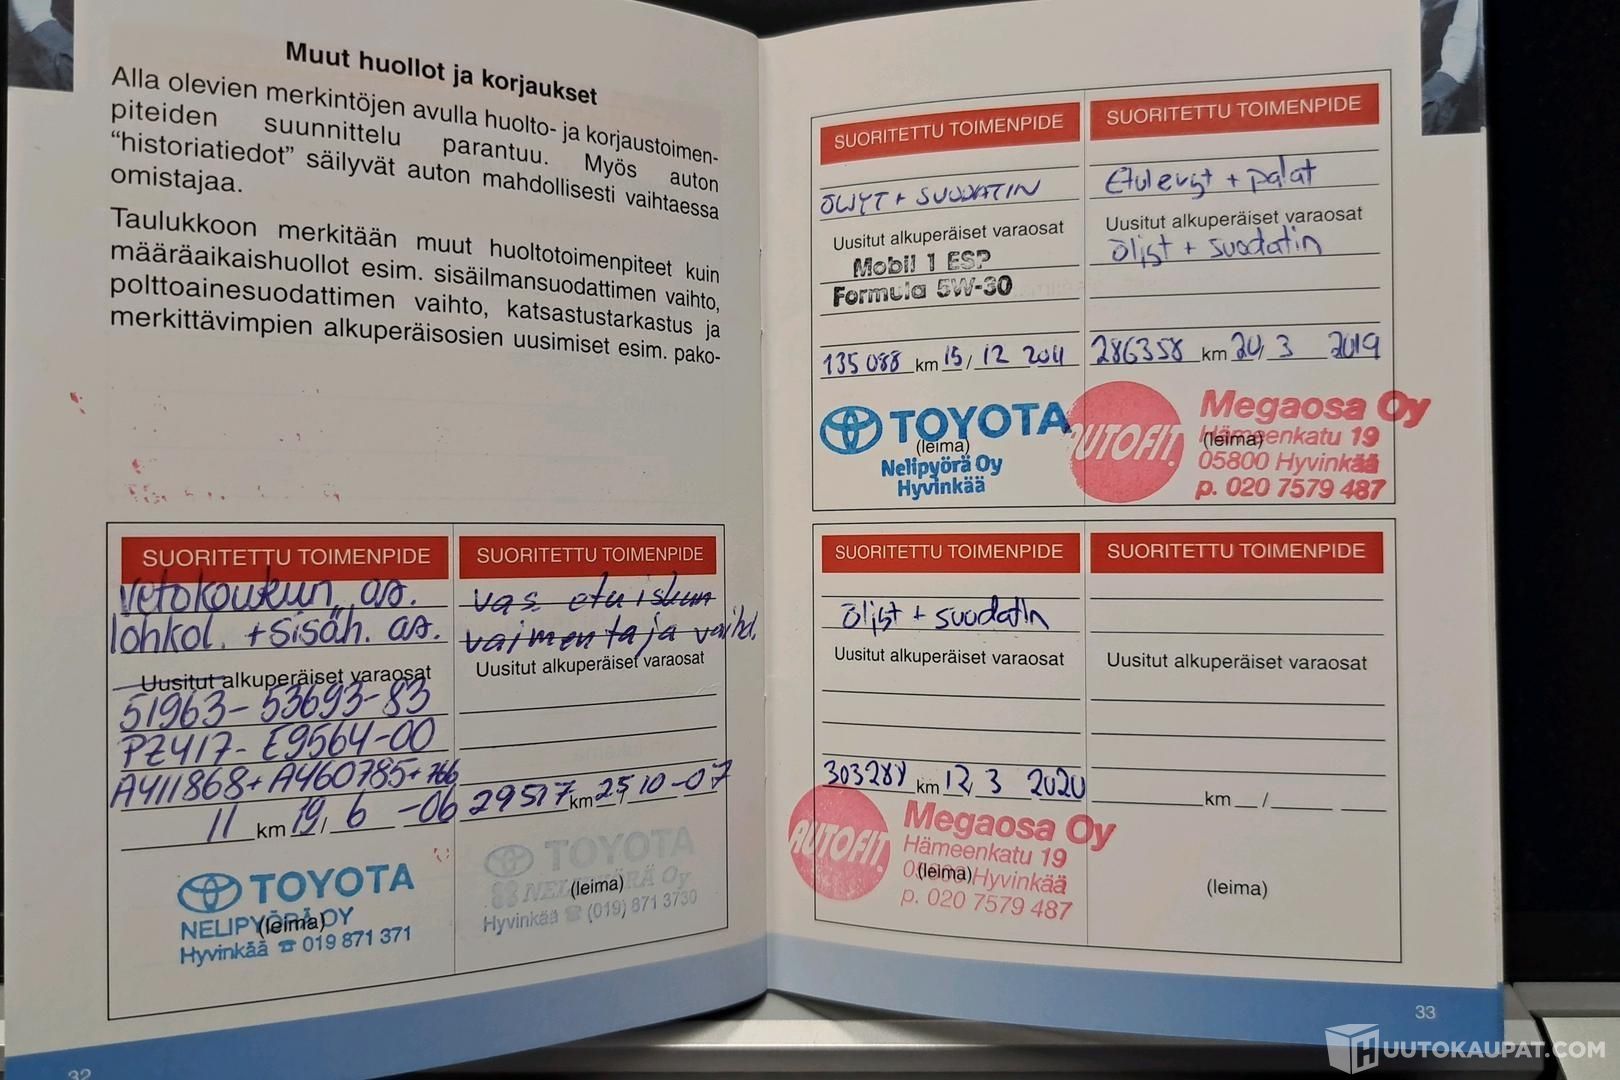 Muut huollot ja korjaukset
Alla olevien merkintöjen avulla huolto- ja korjaustoimen-
piteiden suunnittelu parantuu. Myös auton
“historiatiedot” säilyvät auton mahdollisesti vaihtaessa
omistajaa.
Taulukkoon merkitään muut huoltotoimenpiteet kuin
määräaikaishuollot esim. sisäilmansuodattimen vaihto,
polttoainesuodattimen vaihto, katsastustarkastus ja
merkittävimpien alkuperäisosien uusimiset esim. pako-
SUORITETTU TOIMENPIDE
Vetokoukun as.
lohkol. + sisäh. as.
Uusitut alkuperäiset varaosat
51963-53693-83
PZ417-E9564-00
A411868+A460785+766
11 km 19, 6 -06
TOYOTA
NELIPYÖRÄ OY
(leima)
Hyvinkää ☎ 019 871 371
SUORITETTU TOIMENPIDE
vas. etuiskun
vaimentaja vaihd.
Uusitut alkuperäiset varaosat
29517 km 25/10-07
TOYOTA
NELIPYÖRÄ Oy
(leima)
Hyvinkää ☎ (019) 871 3730
32
SUORITETTU TOIMENPIDE
ÖLJYT + SUODATIN
Uusitut alkuperäiset varaosat
Mobil 1 ESP
Formula 5W-30
135 088 km 15 / 12 2011
TOYOTA
(leima)
Nelipyörä Oy
Hyvinkää
SUORITETTU TOIMENPIDE
Etulevyt + palat
Uusitut alkuperäiset varaosat
öljyt + suodatin
286358 km 20, 3 2019
AUTOFIT.
Megaosa Oy
Hämeenkatu 19
(leima)
05800 Hyvinkää
p. 020 7579 487
SUORITETTU TOIMENPIDE
öljyt + suodatin
Uusitut alkuperäiset varaosat
km 12, 3 2020
AUTOFIT.
Megaosa Oy
Hämeenkatu 19
05800 Hyvinkää
(leima)
p. 020 7579 487
SUORITETTU TOIMENPIDE
Uusitut alkuperäiset varaosat
km /
(leima)
33
HUUTOKAUPAT.COM